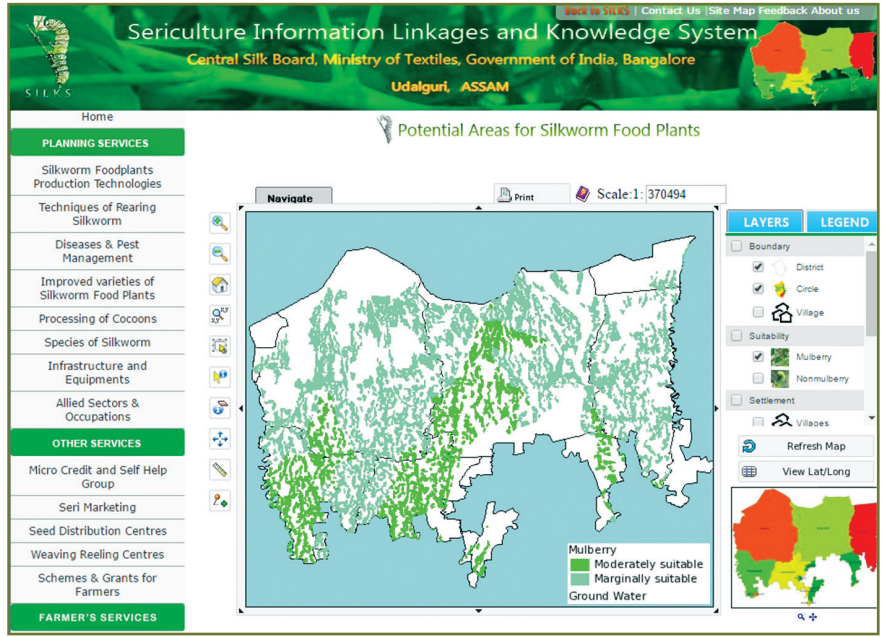 Back to SILKS | Contact Us |Site Map Feedback About us
Sericulture Information Linkages and Knowledge System
Central Silk Board, Ministry of Textiles, Government of India, Bangalore
Udalguri, ASSAM
SILKS
Home
PLANNING SERVICES
Silkworm Foodplants
Production Technologies
Techniques of Rearing
Silkworm
Diseases & Pest
Management
Improved varieties of
Silkworm Food Plants
Processing of Cocoons
Species of Silkworm
Infrastructure and
Equipments
Allied Sectors &
Occupations
OTHER SERVICES
Micro Credit and Self Help
Group
Seri Marketing
Seed Distribution Centres
Weaving Reeling Centres
Schemes & Grants for
Farmers
FARMER'S SERVICES
Potential Areas for Silkworm Food Plants
Navigate
Print
Scale:1: 370494
Mulberry
Moderately suitable
Marginally suitable
Ground Water
LAYERS LEGEND
Boundary
District
Circle
Village
Suitability
Mulberry
Nonmulberry
Settlement
Villages
Refresh Map
View Lat/Long